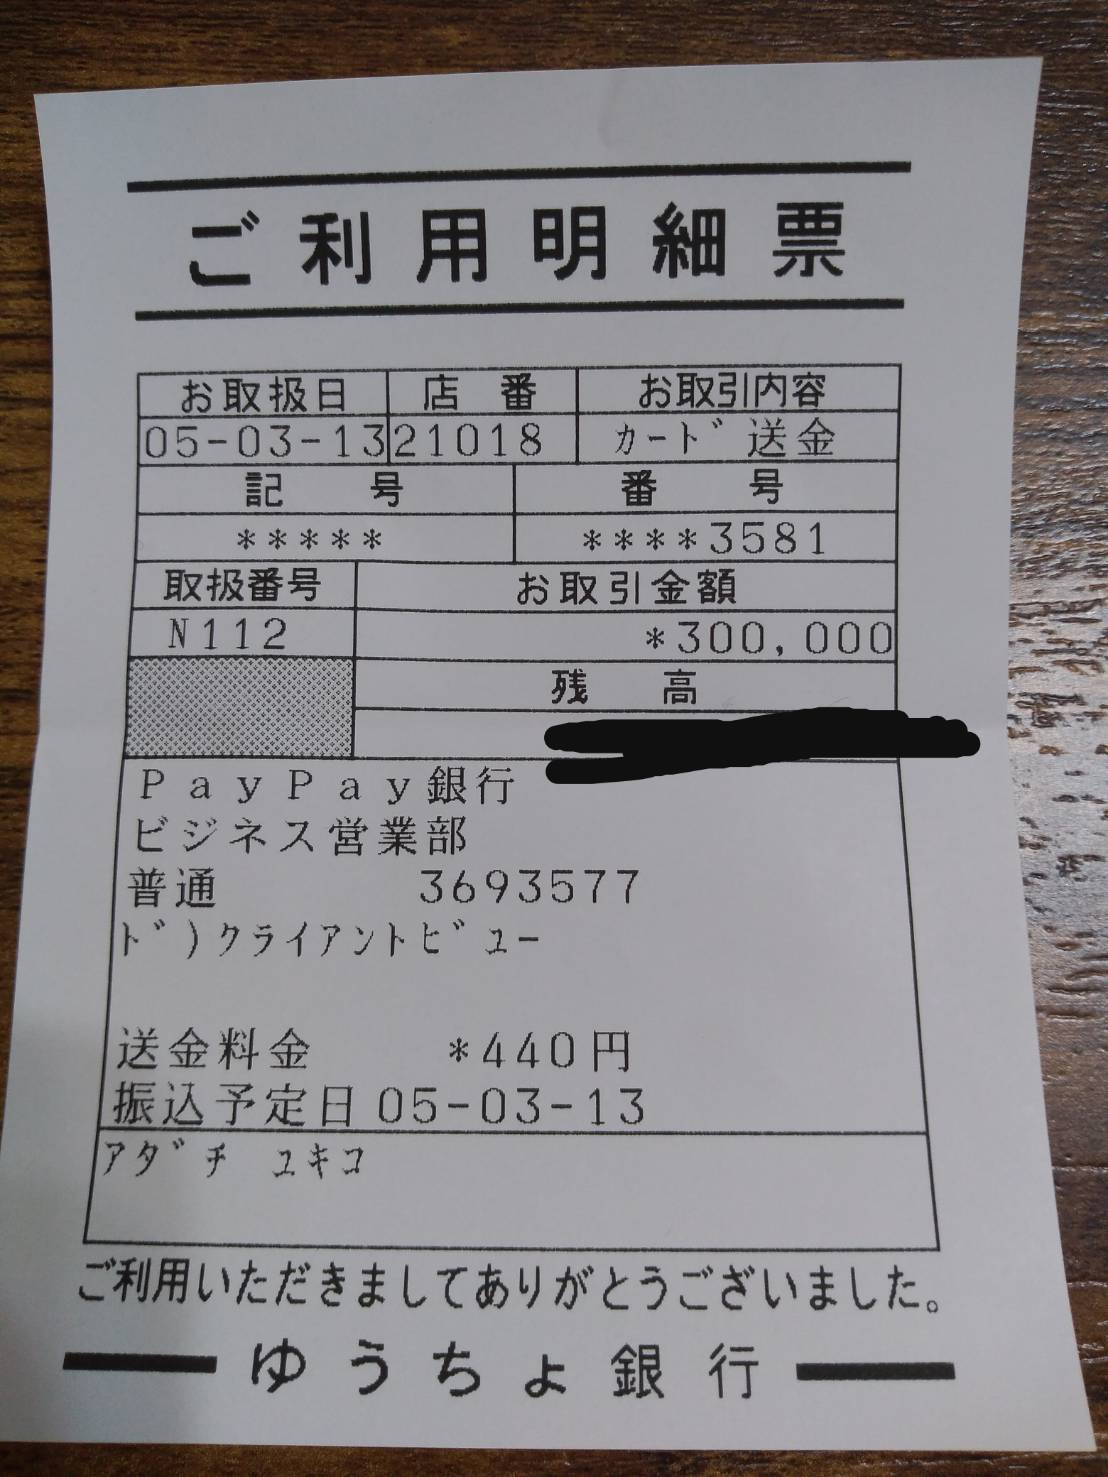 ご利用明細票
お取扱日 店番 お取引内容
05-03-13 21018 ｶｰﾄﾞ送金
記号 番号
***** ****3581
取扱番号 お取引金額
N112 *300,000
残高
ＰａｙＰａｙ銀行
ビジネス営業部
普通 3693577
ﾄﾞ)ｸﾗｲｱﾝﾄﾋﾞﾕｰ
送金料金 *440円
振込予定日05-03-13
ｱﾀﾞﾁ ﾕｷｺ
ご利用いただきましてありがとうございました。
ゆうちょ銀行